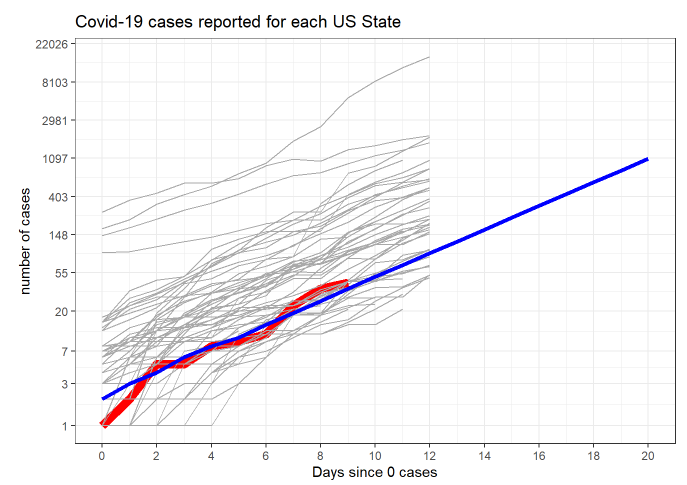 Covid-19 cases reported for each US State
number of cases
22026
8103
2981
1097
403
148
55
20
7
3
1
0 2 4 6 8 10 12 14 16 18 20
Days since 0 cases